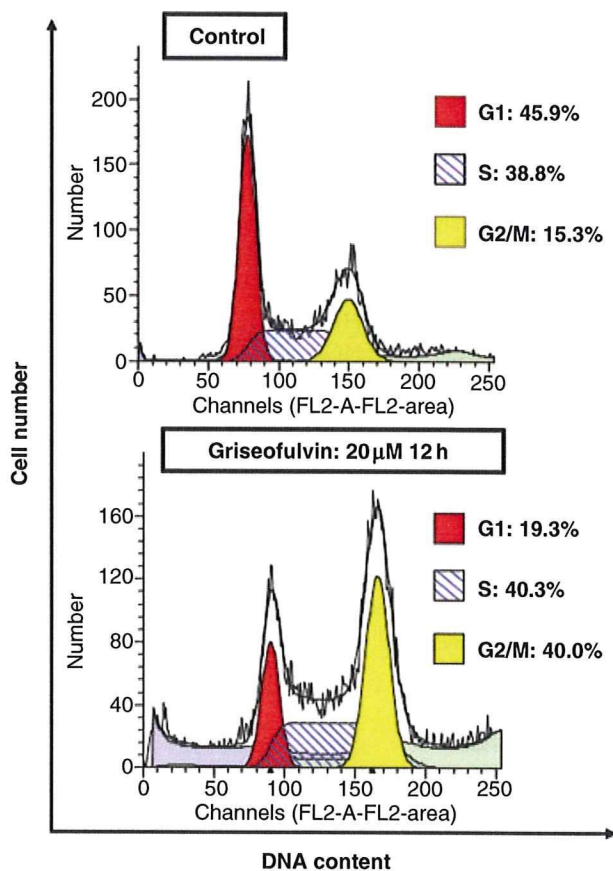 Control
G1: 45.9%
S: 38.8%
G2/M: 15.3%
Number
200
150
100
50
0
0 50 100 150 200 250
Channels (FL2-A-FL2-area)
Griseofulvin: 20 μM 12 h
G1: 19.3%
S: 40.3%
G2/M: 40.0%
Number
160
120
80
40
0
0 50 100 150 200 250
Channels (FL2-A-FL2-area)
Cell number
DNA content